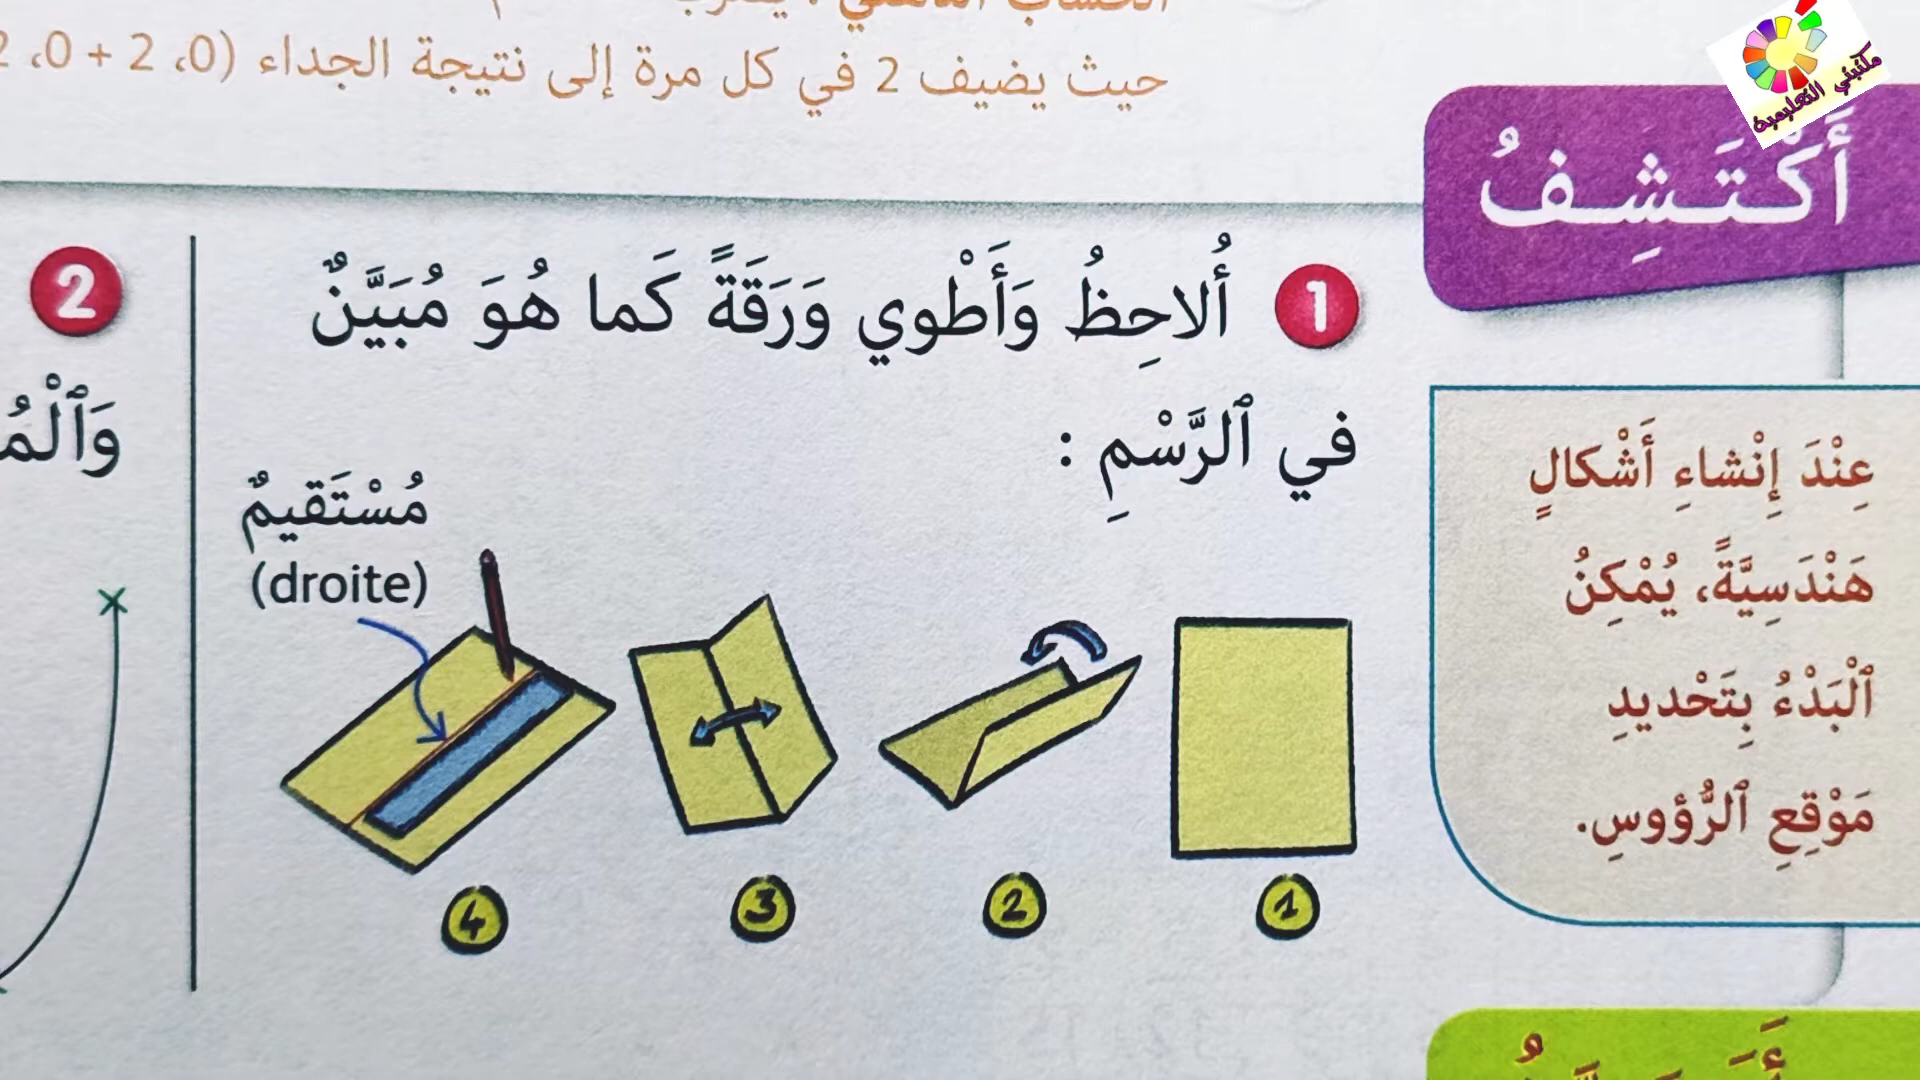 حيث يضيف 2 في كل مرة إلى نتيجة الجداء (0، 2 + 0، 2
مكتبتي التعليمية
أَكْتَشِفُ
1 أُلاحِظُ وَأَطْوي وَرَقَةً كَما هُوَ مُبَيَّنٌ
في ٱلرَّسْمِ :
مُسْتَقيمٌ
(droite)
1
2
3
4
عِنْدَ إِنْشاءِ أَشْكالٍ
هَنْدَسِيَّةً، يُمْكِنُ
ٱلْبَدْءُ بِتَحْديدِ
مَوْقِعِ ٱلرُّؤوسِ.
2